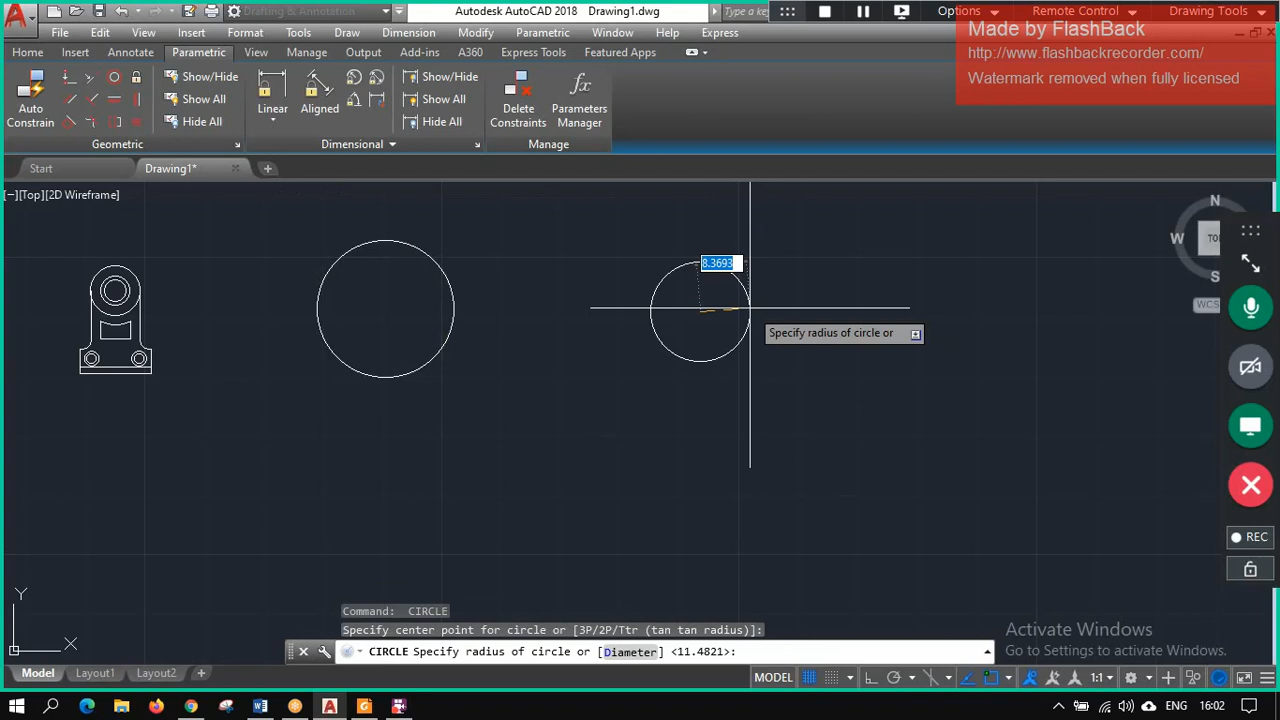 Drafting & Annotation
Autodesk AutoCAD 2018 Drawing1.dwg
Type a key
Options
Remote Control
Drawing Tools
Made by FlashBack
http://www.flashbackrecorder.com/
Watermark removed when fully licensed
File Edit View Insert Format Tools Draw Dimension Modify Parametric Window Help Express
Home Insert Annotate Parametric View Manage Output Add-ins A360 Express Tools Featured Apps
Show/Hide
Show All
Hide All
Auto
Constrain
Geometric
Linear
Aligned
Show/Hide
Show All
Hide All
Dimensional
Delete
Constraints
Parameters
Manager
Manage
Start
Drawing1*
[−][Top][2D Wireframe]
N
W
TO
S
WCS
8.3693
Specify radius of circle or
REC
Y
X
Command: CIRCLE
Specify center point for circle or [3P/2P/Ttr (tan tan radius)]:
CIRCLE Specify radius of circle or [Diameter] <11.4821>:
Activate Windows
Go to Settings to activate Windows.
Model Layout1 Layout2
MODEL
1:1
ENG
16:02